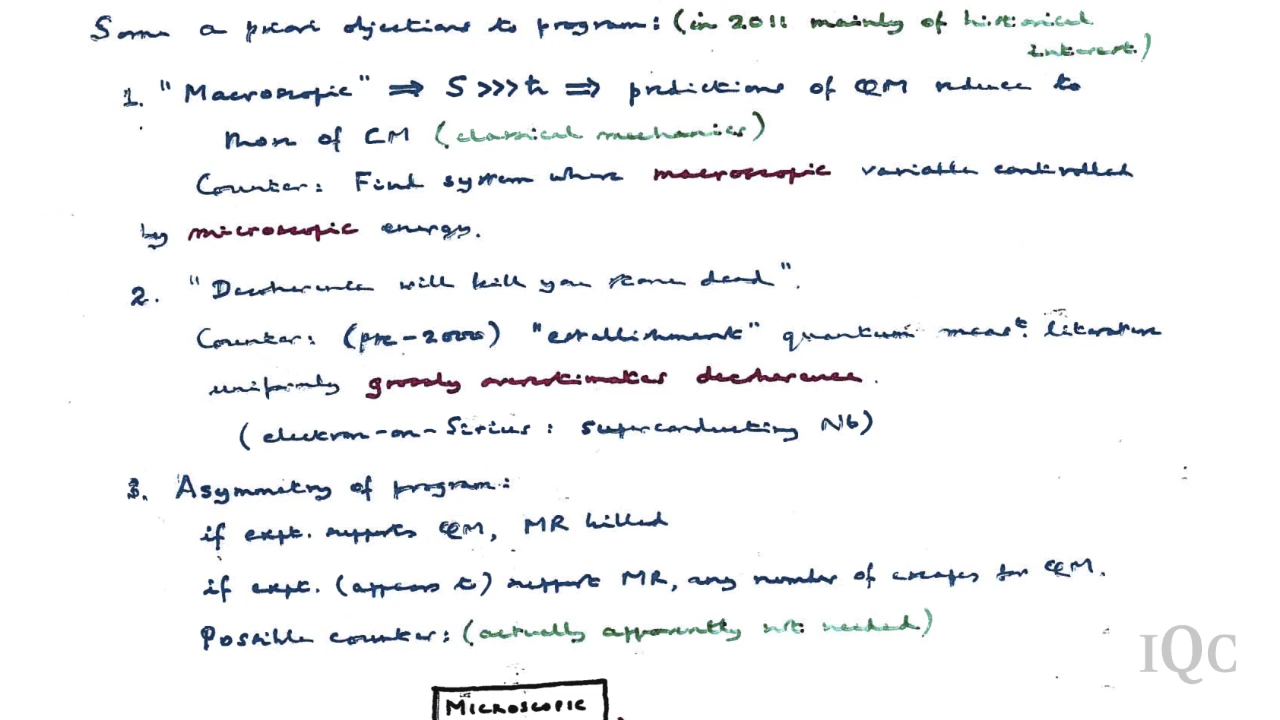 Some a priori objections to program: (in 2011 mainly of historical
interest)
1. "Macroscopic" ⇒ S >>> ħ ⇒ predictions of QM reduce to
those of CM (classical mechanics)
Counter: Find system where macroscopic variable controlled
by microscopic energy.
2. "Decoherence will kill you stone dead".
Counter: (pre-2000) "establishment" quantum meast. literature
uniformly grossly overestimates decherence.
(electron-on-Sirius: superconducting Nb)
3. Asymmetry of program:
if expt. supports QM, MR killed
if expt. (appears to) support MR, any number of escapes for QM.
Possible counter: (actually apparently not needed)
IQC
MICROSCOPIC